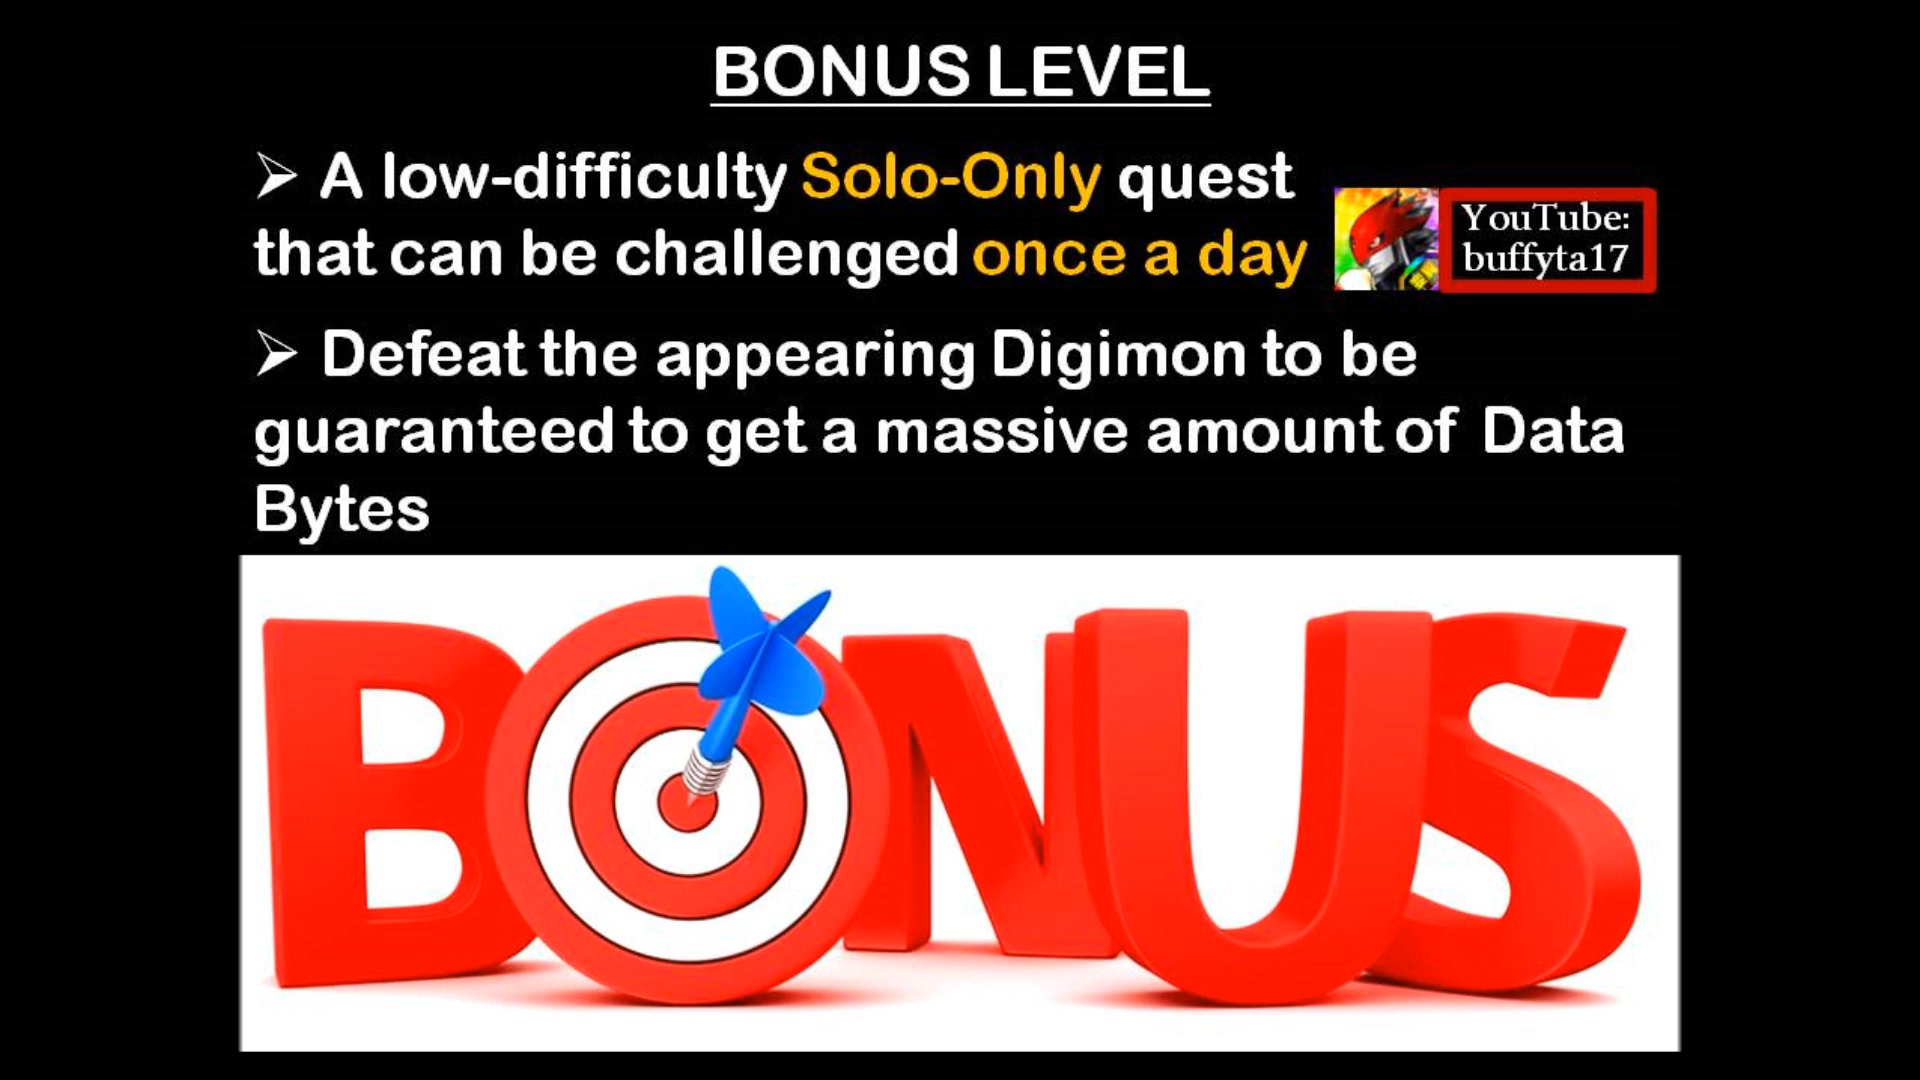 BONUS LEVEL
➢ A low-difficulty Solo-Only quest
that can be challenged once a day
YouTube:
buffyta17
➢ Defeat the appearing Digimon to be
guaranteed to get a massive amount of Data
Bytes
BONUS